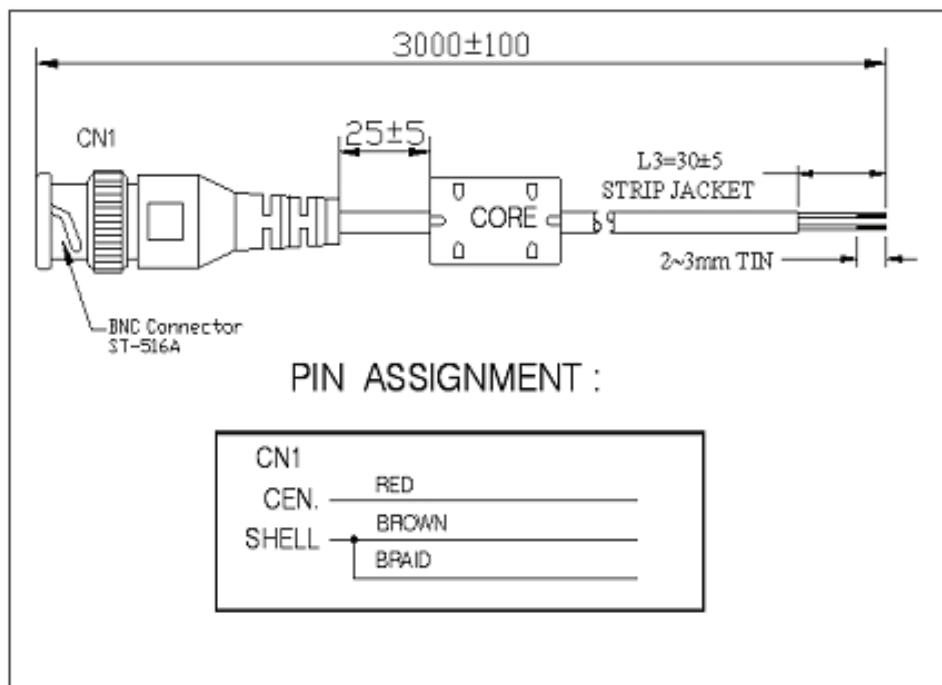 3000±100
CN1
25±5
L3=30±5
STRIP JACKET
CORE
2~3mm TIN
BNC Connector
ST-516A
PIN ASSIGNMENT :
CN1
CEN. RED
SHELL BROWN
BRAID